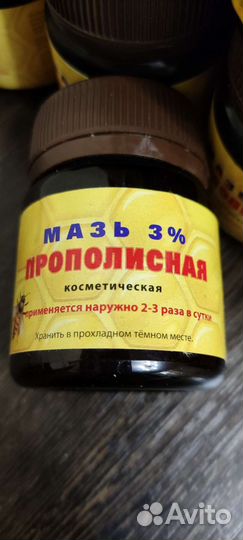 МАЗЬ 3%
ПРОПОЛИСНАЯ
косметическая
применяется наружно 2-3 раза в сутки
Хранить в прохладном тёмном месте.
Avito